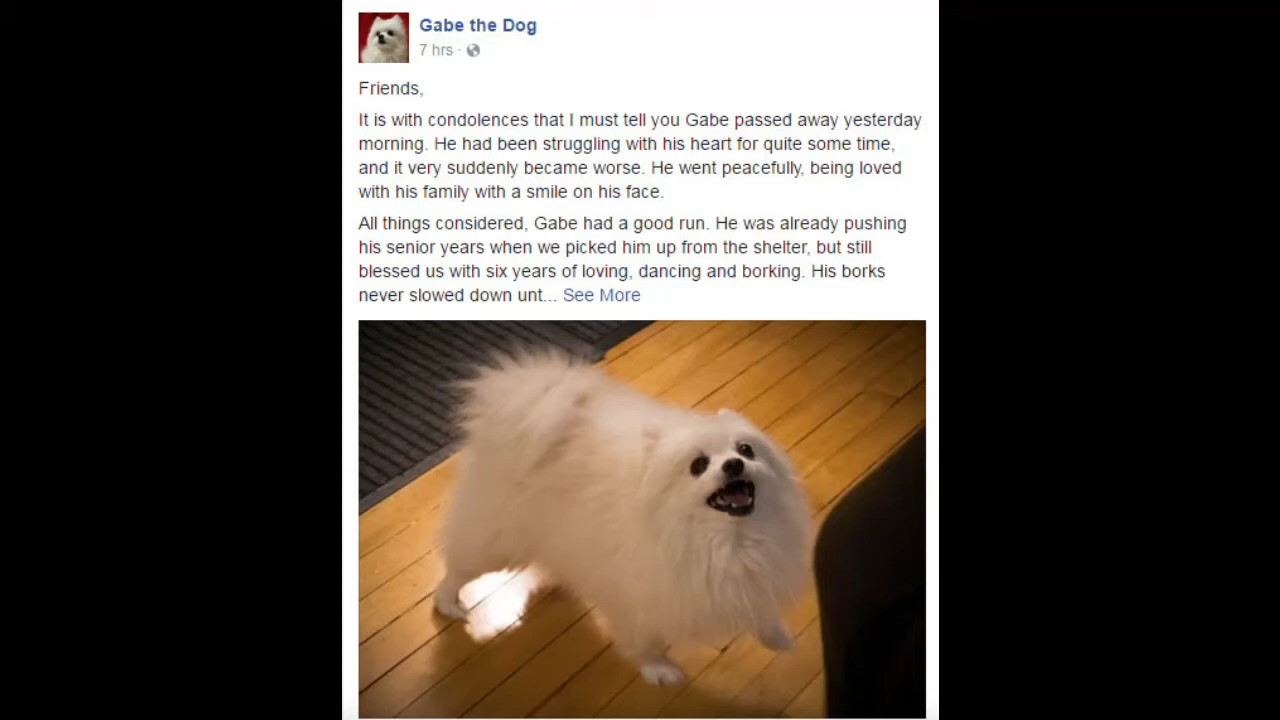 Gabe the Dog
7 hrs ·
Friends,
It is with condolences that I must tell you Gabe passed away yesterday
morning. He had been struggling with his heart for quite some time,
and it very suddenly became worse. He went peacefully, being loved
with his family with a smile on his face.
All things considered, Gabe had a good run. He was already pushing
his senior years when we picked him up from the shelter, but still
blessed us with six years of loving, dancing and borking. His borks
never slowed down unt... See More